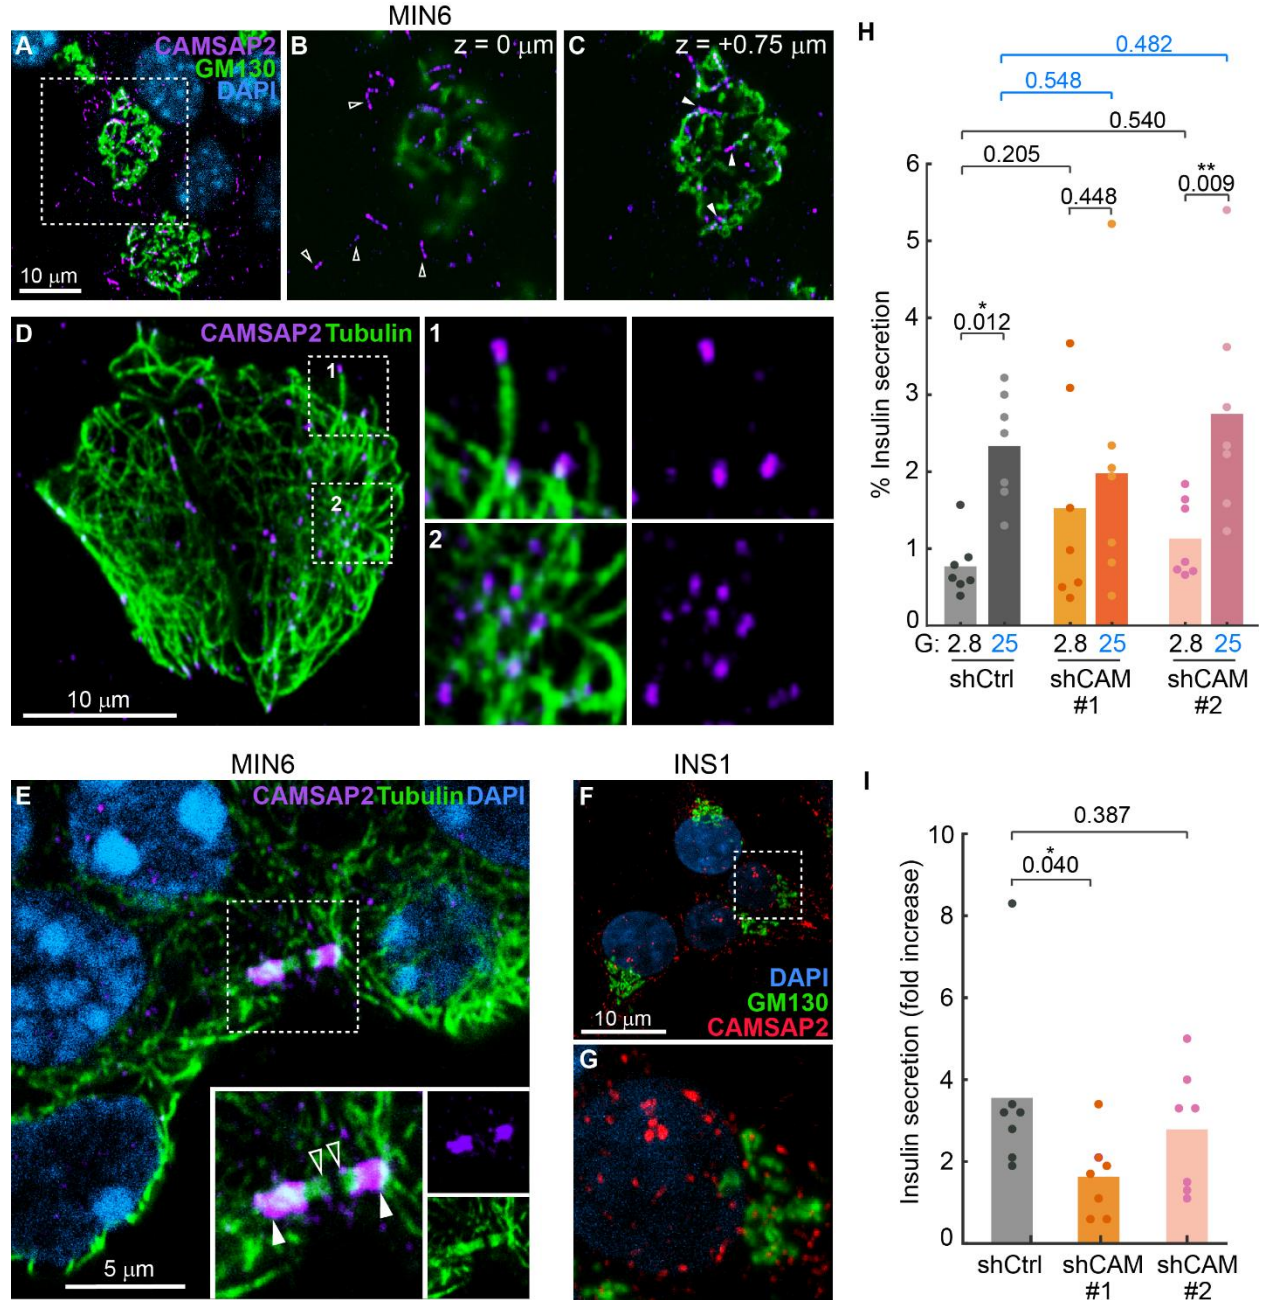 MIN6
A
CAMSAP2
GM130
DAPI
10 μm
B
z = 0 μm
C
z = +0.75 μm
D
CAMSAP2 Tubulin
1
2
10 μm
1
2
H
0.482
0.548
0.540
0.205
0.448
**
0.009
*
0.012
% Insulin secretion
6
5
4
3
2
1
0
G: 2.8 25 2.8 25 2.8 25
shCtrl shCAM shCAM
#1 #2
MIN6
E
CAMSAP2 Tubulin DAPI
5 μm
INS1
F
DAPI
GM130
CAMSAP2
10 μm
G
I
0.387
*
0.040
Insulin secretion (fold increase)
10
8
6
4
2
0
shCtrl shCAM shCAM
#1 #2